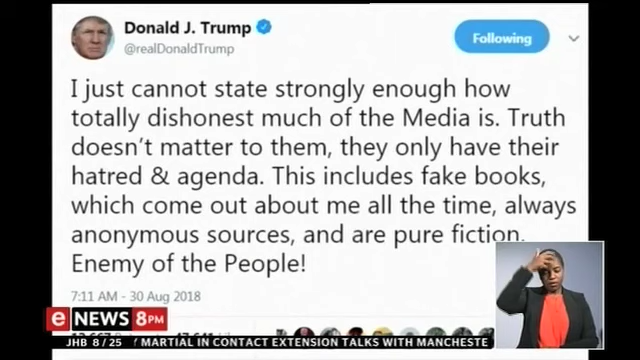 Donald J. Trump
@realDonaldTrump
Following
I just cannot state strongly enough how
totally dishonest much of the Media is. Truth
doesn't matter to them, they only have their
hatred & agenda. This includes fake books,
which come out about me all the time, always
anonymous sources, and are pure fiction.
Enemy of the People!
7:11 AM - 30 Aug 2018
e NEWS 8PM
JHB 8/25 Y MARTIAL IN CONTACT EXTENSION TALKS WITH MANCHESTE